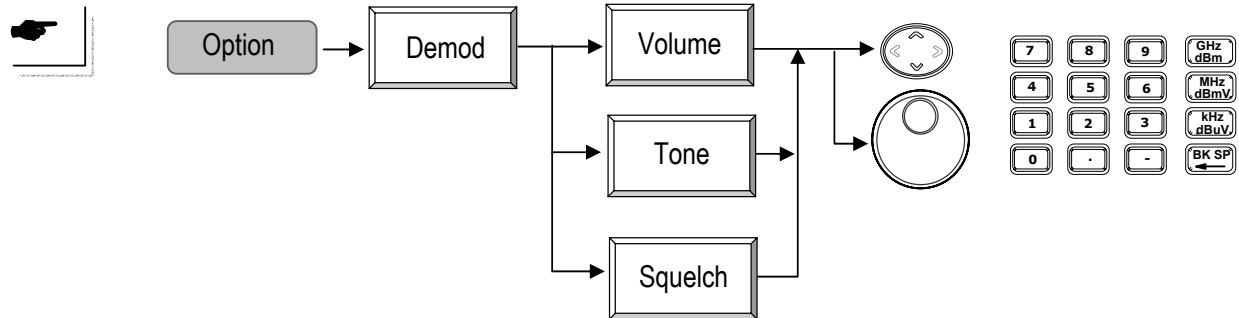 Option
Demod
Volume
Tone
Squelch
7 8 9 GHz dBm
4 5 6 MHz dBmV
1 2 3 kHz dBuV
0 . - BK SP